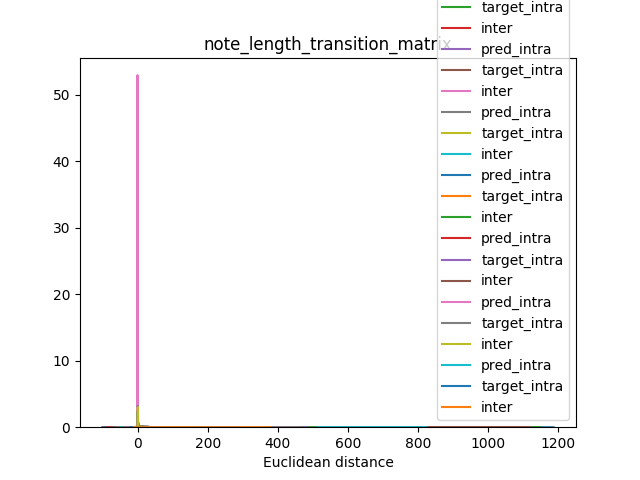 target_intra
inter
note_length_transition_matrix
pred_intra
target_intra
inter
pred_intra
target_intra
inter
pred_intra
target_intra
inter
pred_intra
target_intra
inter
pred_intra
target_intra
inter
pred_intra
target_intra
inter
50
40
30
20
10
0
0 200 400 600 800 1000 1200
Euclidean distance